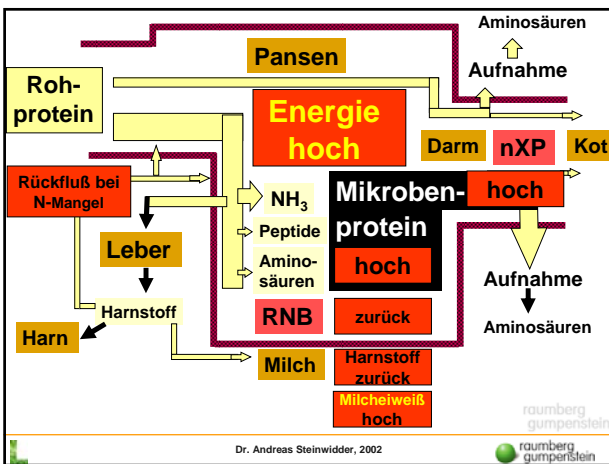 Aminosäuren
Pansen
Aufnahme
Roh-
protein
Energie
hoch
Darm
nXP
Kot
Rückfluß bei
N-Mangel
NH3
Mikroben-
protein
hoch
hoch
Peptide
Leber
Amino-
säuren
Aufnahme
Harnstoff
RNB
zurück
Aminosäuren
Harn
Milch
Harnstoff
zurück
Milcheiweiß
hoch
raumberg
gumpenstein
Dr. Andreas Steinwidder, 2002
raumberg
gumpenstein